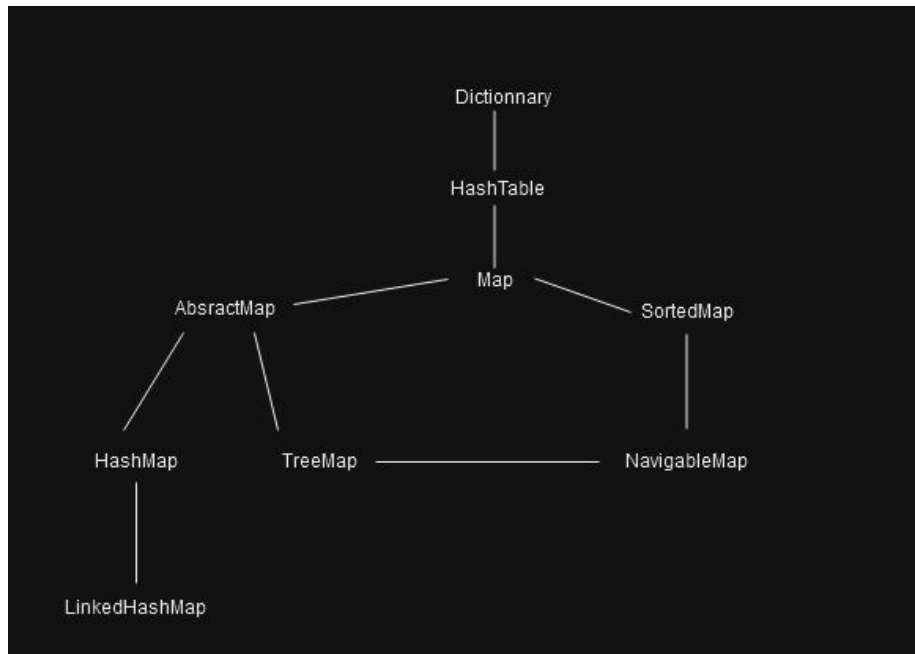 Dictionnary
HashTable
Map
AbsractMap
SortedMap
HashMap
TreeMap
NavigableMap
LinkedHashMap